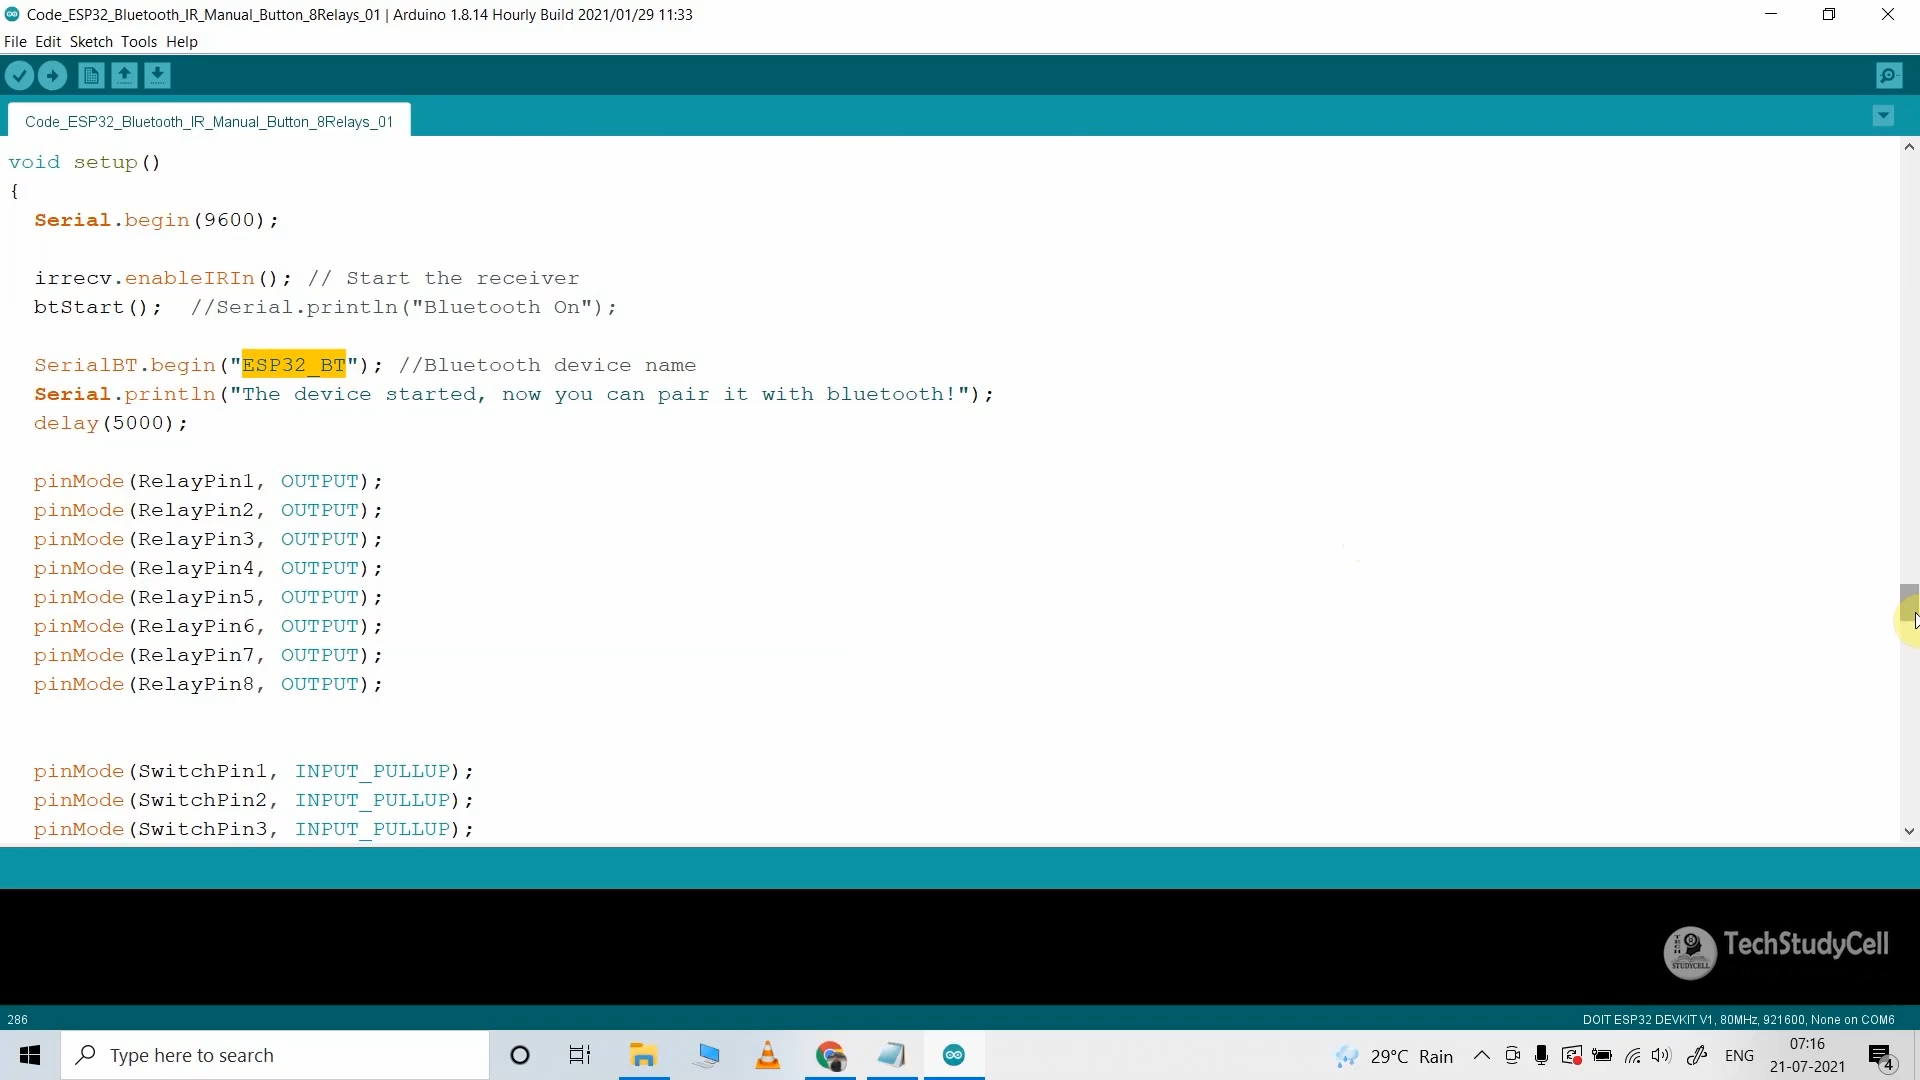 Code_ESP32_Bluetooth_IR_Manual_Button_8Relays_01 | Arduino 1.8.14 Hourly Build 2021/01/29 11:33
File Edit Sketch Tools Help
Code_ESP32_Bluetooth_IR_Manual_Button_8Relays_01
void setup()
{
Serial.begin(9600);
irrecv.enableIRIn(); // Start the receiver
btStart();  //Serial.println("Bluetooth On");
SerialBT.begin("ESP32_BT"); //Bluetooth device name
Serial.println("The device started, now you can pair it with bluetooth!");
delay(5000);
pinMode(RelayPin1, OUTPUT);
pinMode(RelayPin2, OUTPUT);
pinMode(RelayPin3, OUTPUT);
pinMode(RelayPin4, OUTPUT);
pinMode(RelayPin5, OUTPUT);
pinMode(RelayPin6, OUTPUT);
pinMode(RelayPin7, OUTPUT);
pinMode(RelayPin8, OUTPUT);
pinMode(SwitchPin1, INPUT_PULLUP);
pinMode(SwitchPin2, INPUT_PULLUP);
pinMode(SwitchPin3, INPUT_PULLUP);
TECH
STUDYCELL
TechStudyCell
286
DOIT ESP32 DEVKIT V1, 80MHz, 921600, None on COM6
Type here to search
29°C Rain
ENG
07:16
21-07-2021
4